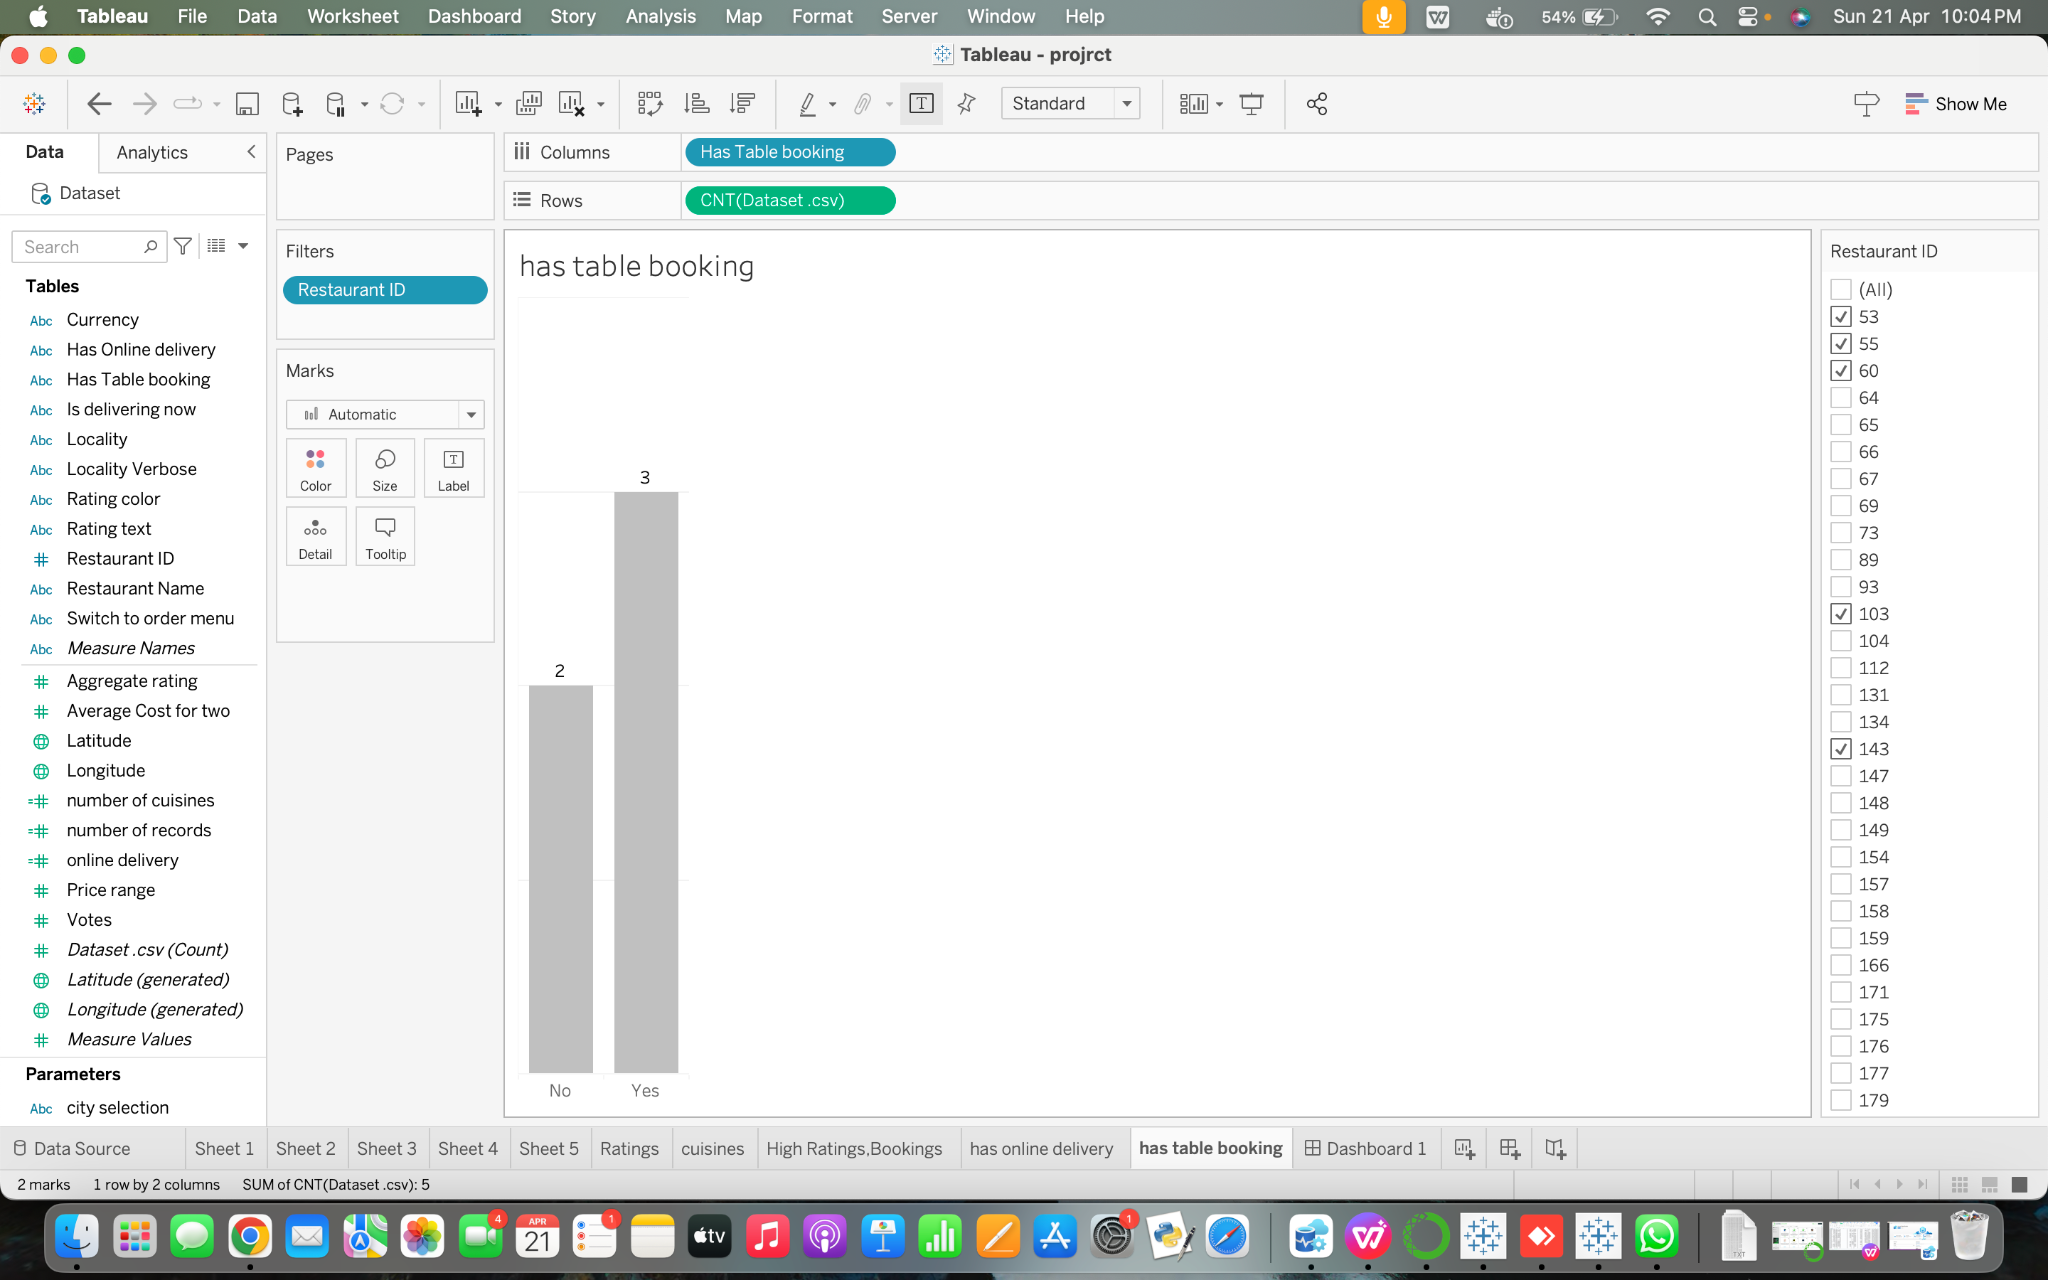 Tableau File Data Worksheet Dashboard Story Analysis Map Format Server Window Help 54% Sun 21 Apr 10:04 PM
Tableau - projrct
Standard
Show Me
Data
Analytics
Dataset
Search
Tables
Abc Currency
Abc Has Online delivery
Abc Has Table booking
Abc Is delivering now
Abc Locality
Abc Locality Verbose
Abc Rating color
Abc Rating text
# Restaurant ID
Abc Restaurant Name
Abc Switch to order menu
Abc Measure Names
# Aggregate rating
# Average Cost for two
Latitude
Longitude
=# number of cuisines
=# number of records
=# online delivery
# Price range
# Votes
# Dataset .csv (Count)
Latitude (generated)
Longitude (generated)
# Measure Values
Parameters
Abc city selection
Pages
Filters
Restaurant ID
Marks
Automatic
Color
Size
T
Label
Detail
Tooltip
Columns
Has Table booking
Rows
CNT(Dataset .csv)
has table booking
3
2
No
Yes
Restaurant ID
(All)
53
55
60
64
65
66
67
69
73
89
93
103
104
112
131
134
143
147
148
149
154
157
158
159
166
171
175
176
177
179
Data Source Sheet 1 Sheet 2 Sheet 3 Sheet 4 Sheet 5 Ratings cuisines High Ratings,Bookings has online delivery has table booking Dashboard 1
2 marks 1 row by 2 columns SUM of CNT(Dataset .csv): 5
4
APR
21
1
tv
1
TXT